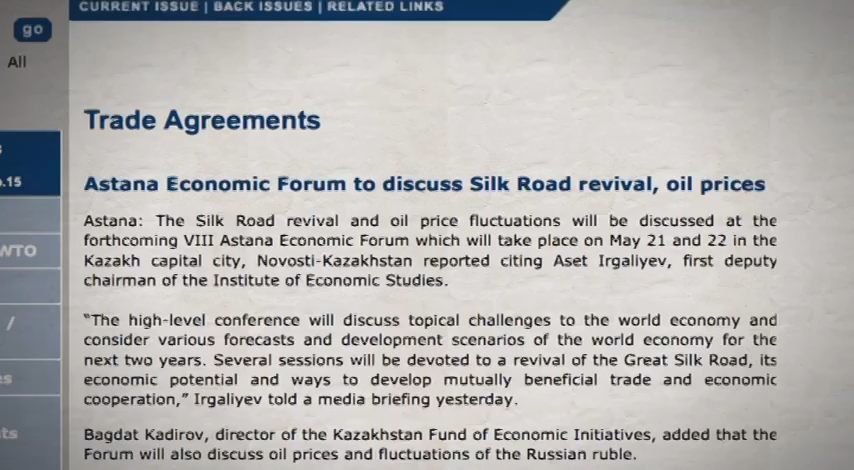 CURRENT ISSUE | BACK ISSUES | RELATED LINKS
go
All
.15
WTO
/
Trade Agreements
Astana Economic Forum to discuss Silk Road revival, oil prices
Astana: The Silk Road revival and oil price fluctuations will be discussed at the
forthcoming VIII Astana Economic Forum which will take place on May 21 and 22 in the
Kazakh capital city, Novosti-Kazakhstan reported citing Aset Irgaliyev, first deputy
chairman of the Institute of Economic Studies.
“The high-level conference will discuss topical challenges to the world economy and
consider various forecasts and development scenarios of the world economy for the
next two years. Several sessions will be devoted to a revival of the Great Silk Road, its
economic potential and ways to develop mutually beneficial trade and economic
cooperation,” Irgaliyev told a media briefing yesterday.
Bagdat Kadirov, director of the Kazakhstan Fund of Economic Initiatives, added that the
Forum will also discuss oil prices and fluctuations of the Russian ruble.